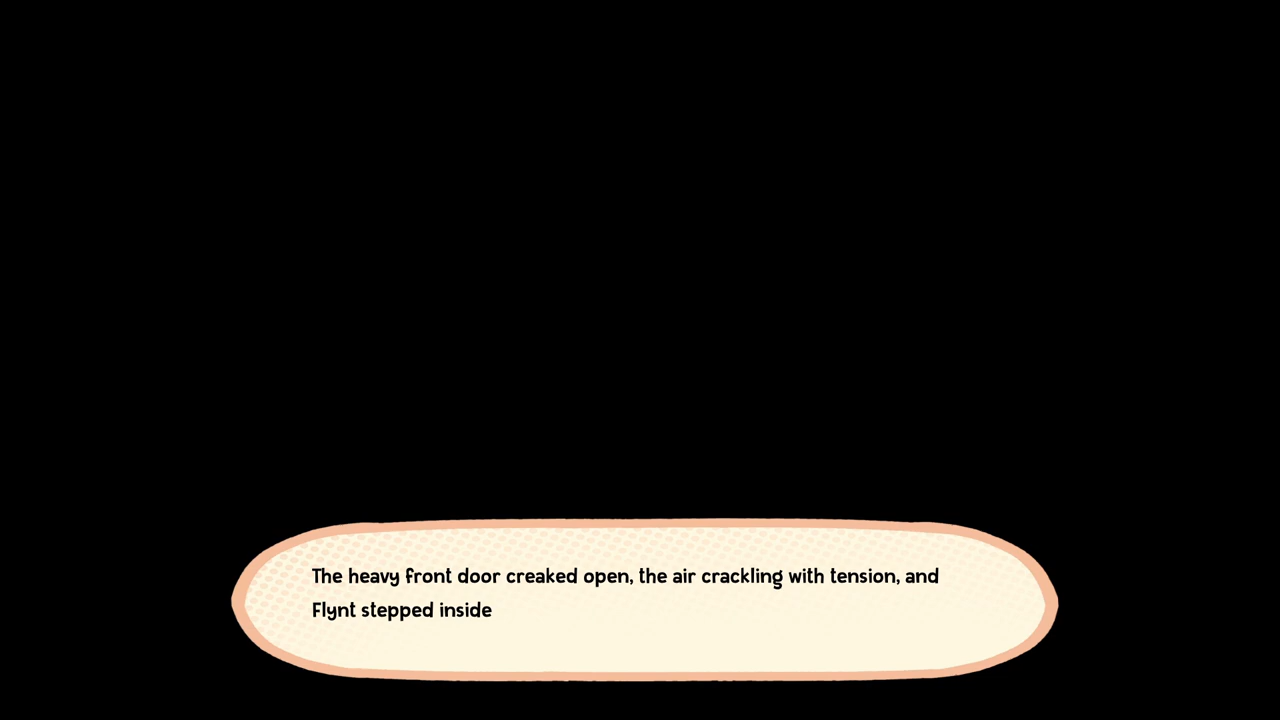 The heavy front door creaked open, the air crackling with tension, and
Flynt stepped inside